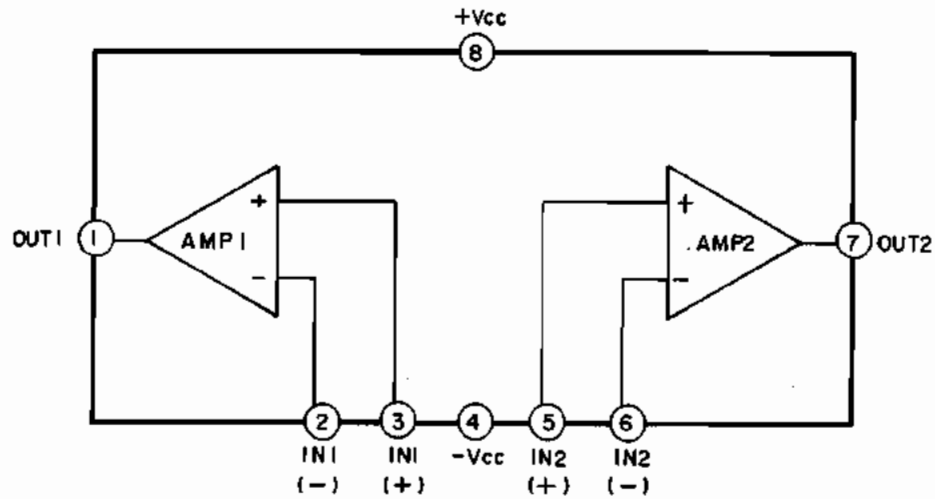 +Vcc
8
+ +
OUT1 1 AMP1 AMP2 7 OUT2
− −
2 3 4 5 6
IN1 IN1 −Vcc IN2 IN2
(−) (+) (+) (−)